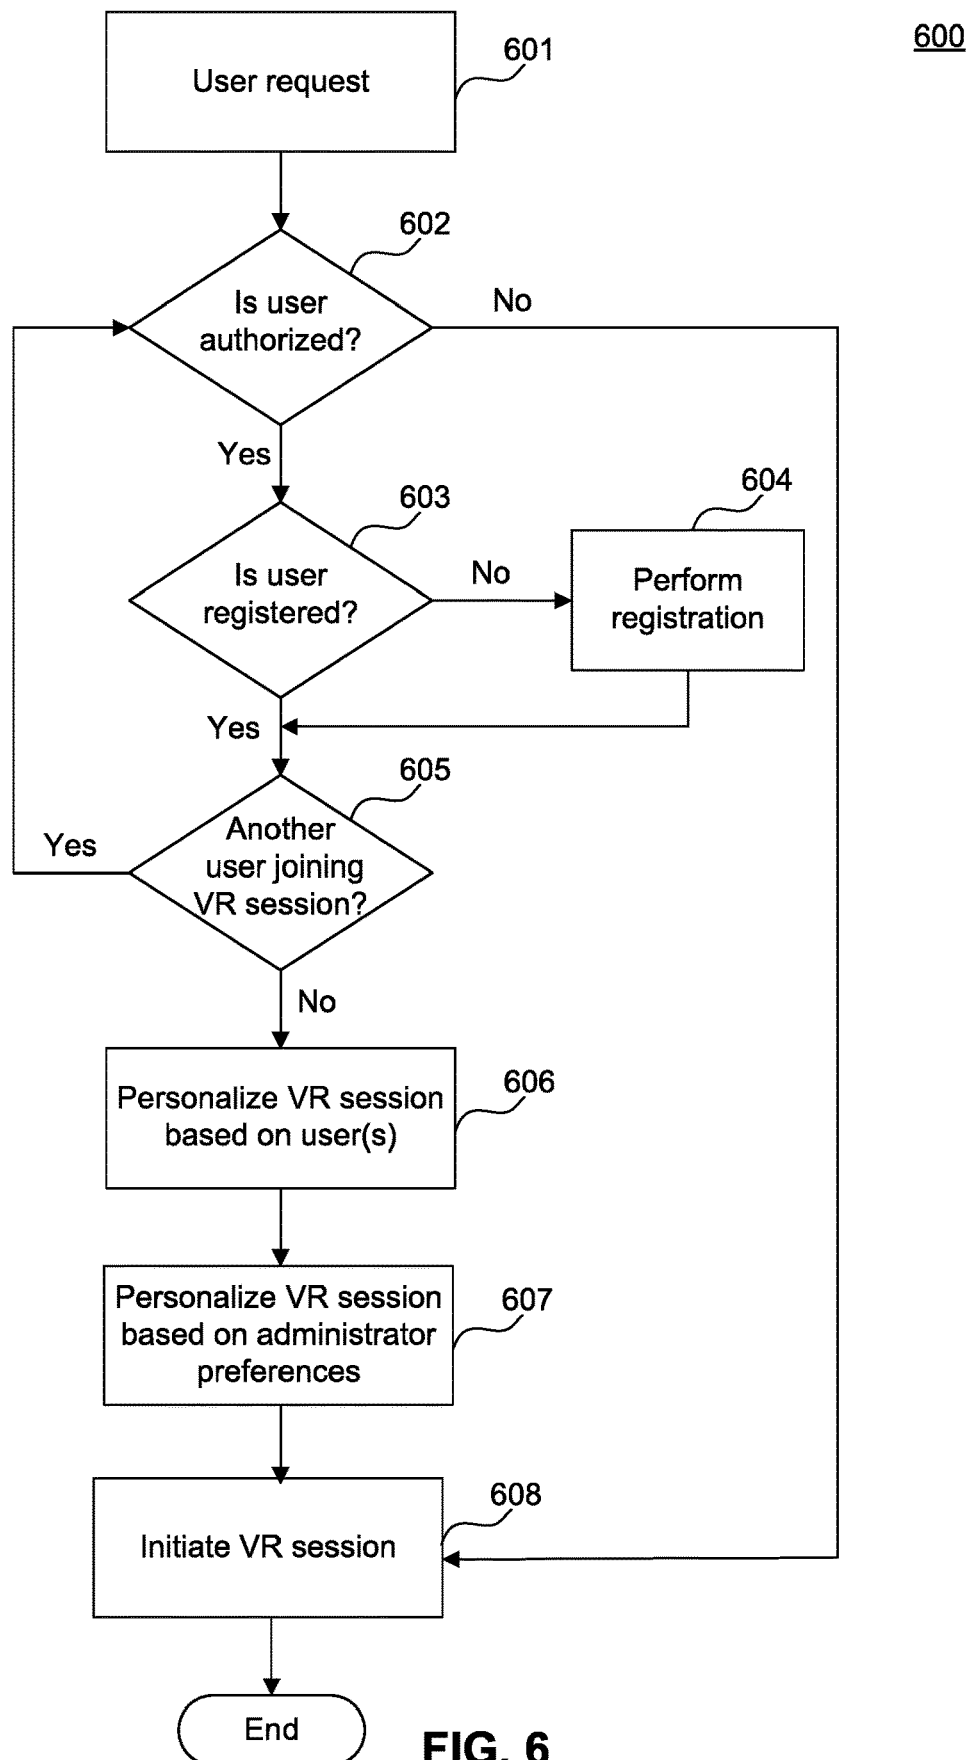 600
User request
601
602
Is user
authorized?
No
Yes
603
Is user
registered?
No
604
Perform
registration
Yes
605
Another
user joining
VR session?
Yes
No
Personalize VR session
based on user(s)
606
Personalize VR session
based on administrator
preferences
607
Initiate VR session
608
End
FIG. 6